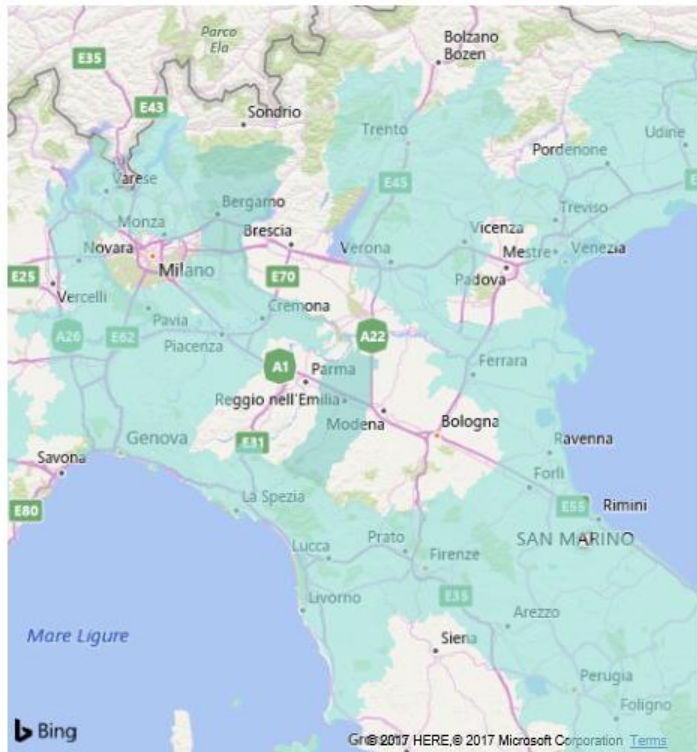 Parco
Ela
Bolzano
Bozen
E35
E43
Sondrio
Trento
Udine
Pordenone
Varese
E45
Bergamo
Treviso
Monza
Brescia
Vicenza
Novara
Verona
Mestre
Venezia
E25
Milano
E70
Padova
Vercelli
Cremona
Pavia
A26
E62
A22
Piacenza
Ferrara
A1
Parma
Reggio nell'Emilia
Modena
Bologna
Genova
E31
Ravenna
Savona
Forlì
La Spezia
E55
Rimini
E80
Prato
SAN MARINO
Lucca
Firenze
E35
Livorno
Arezzo
Mare Ligure
Siena
Perugia
Foligno
Bing
© 2017 HERE,© 2017 Microsoft Corporation Terms